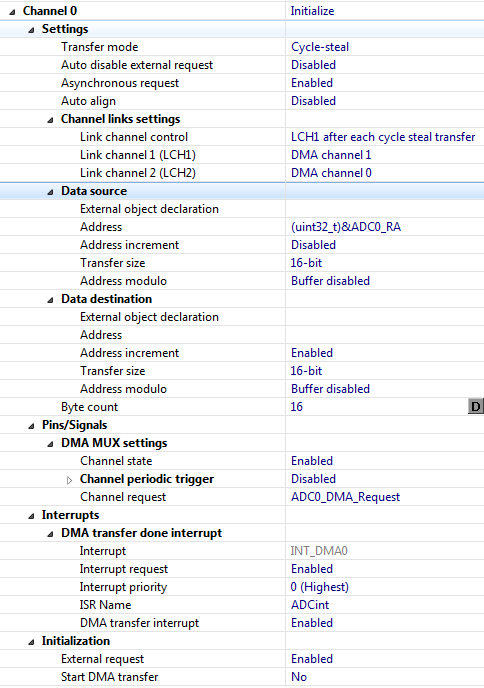 Channel 0 Initialize
Settings
Transfer mode Cycle-steal
Auto disable external request Disabled
Asynchronous request Enabled
Auto align Disabled
Channel links settings
Link channel control LCH1 after each cycle steal transfer
Link channel 1 (LCH1) DMA channel 1
Link channel 2 (LCH2) DMA channel 0
Data source
External object declaration
Address (uint32_t)&ADC0_RA
Address increment Disabled
Transfer size 16-bit
Address modulo Buffer disabled
Data destination
External object declaration
Address
Address increment Enabled
Transfer size 16-bit
Address modulo Buffer disabled
Byte count 16 D
Pins/Signals
DMA MUX settings
Channel state Enabled
Channel periodic trigger Disabled
Channel request ADC0_DMA_Request
Interrupts
DMA transfer done interrupt
Interrupt INT_DMA0
Interrupt request Enabled
Interrupt priority 0 (Highest)
ISR Name ADCint
DMA transfer interrupt Enabled
Initialization
External request Enabled
Start DMA transfer No